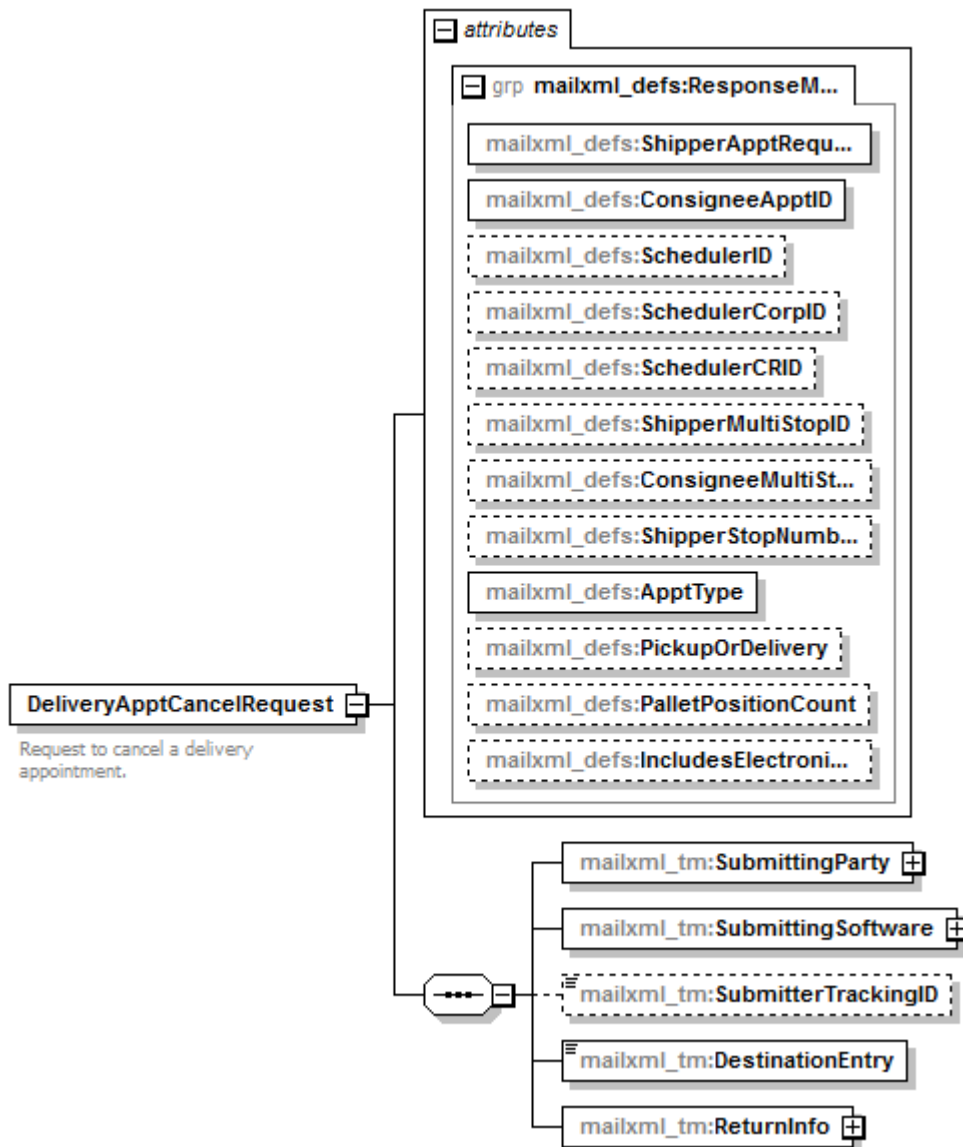 attributes
grp mailxml_defs:ResponseM...
mailxml_defs:ShipperApptRequ...
mailxml_defs:ConsigneeApptID
mailxml_defs:SchedulerID
mailxml_defs:SchedulerCorpID
mailxml_defs:SchedulerCRID
mailxml_defs:ShipperMultiStopID
mailxml_defs:ConsigneeMultiSt...
mailxml_defs:ShipperStopNumb...
mailxml_defs:ApptType
mailxml_defs:PickupOrDelivery
mailxml_defs:PalletPositionCount
mailxml_defs:IncludesElectroni...
DeliveryApptCancelRequest
Request to cancel a delivery
appointment.
mailxml_tm:SubmittingParty
mailxml_tm:SubmittingSoftware
mailxml_tm:SubmitterTrackingID
mailxml_tm:DestinationEntry
mailxml_tm:ReturnInfo